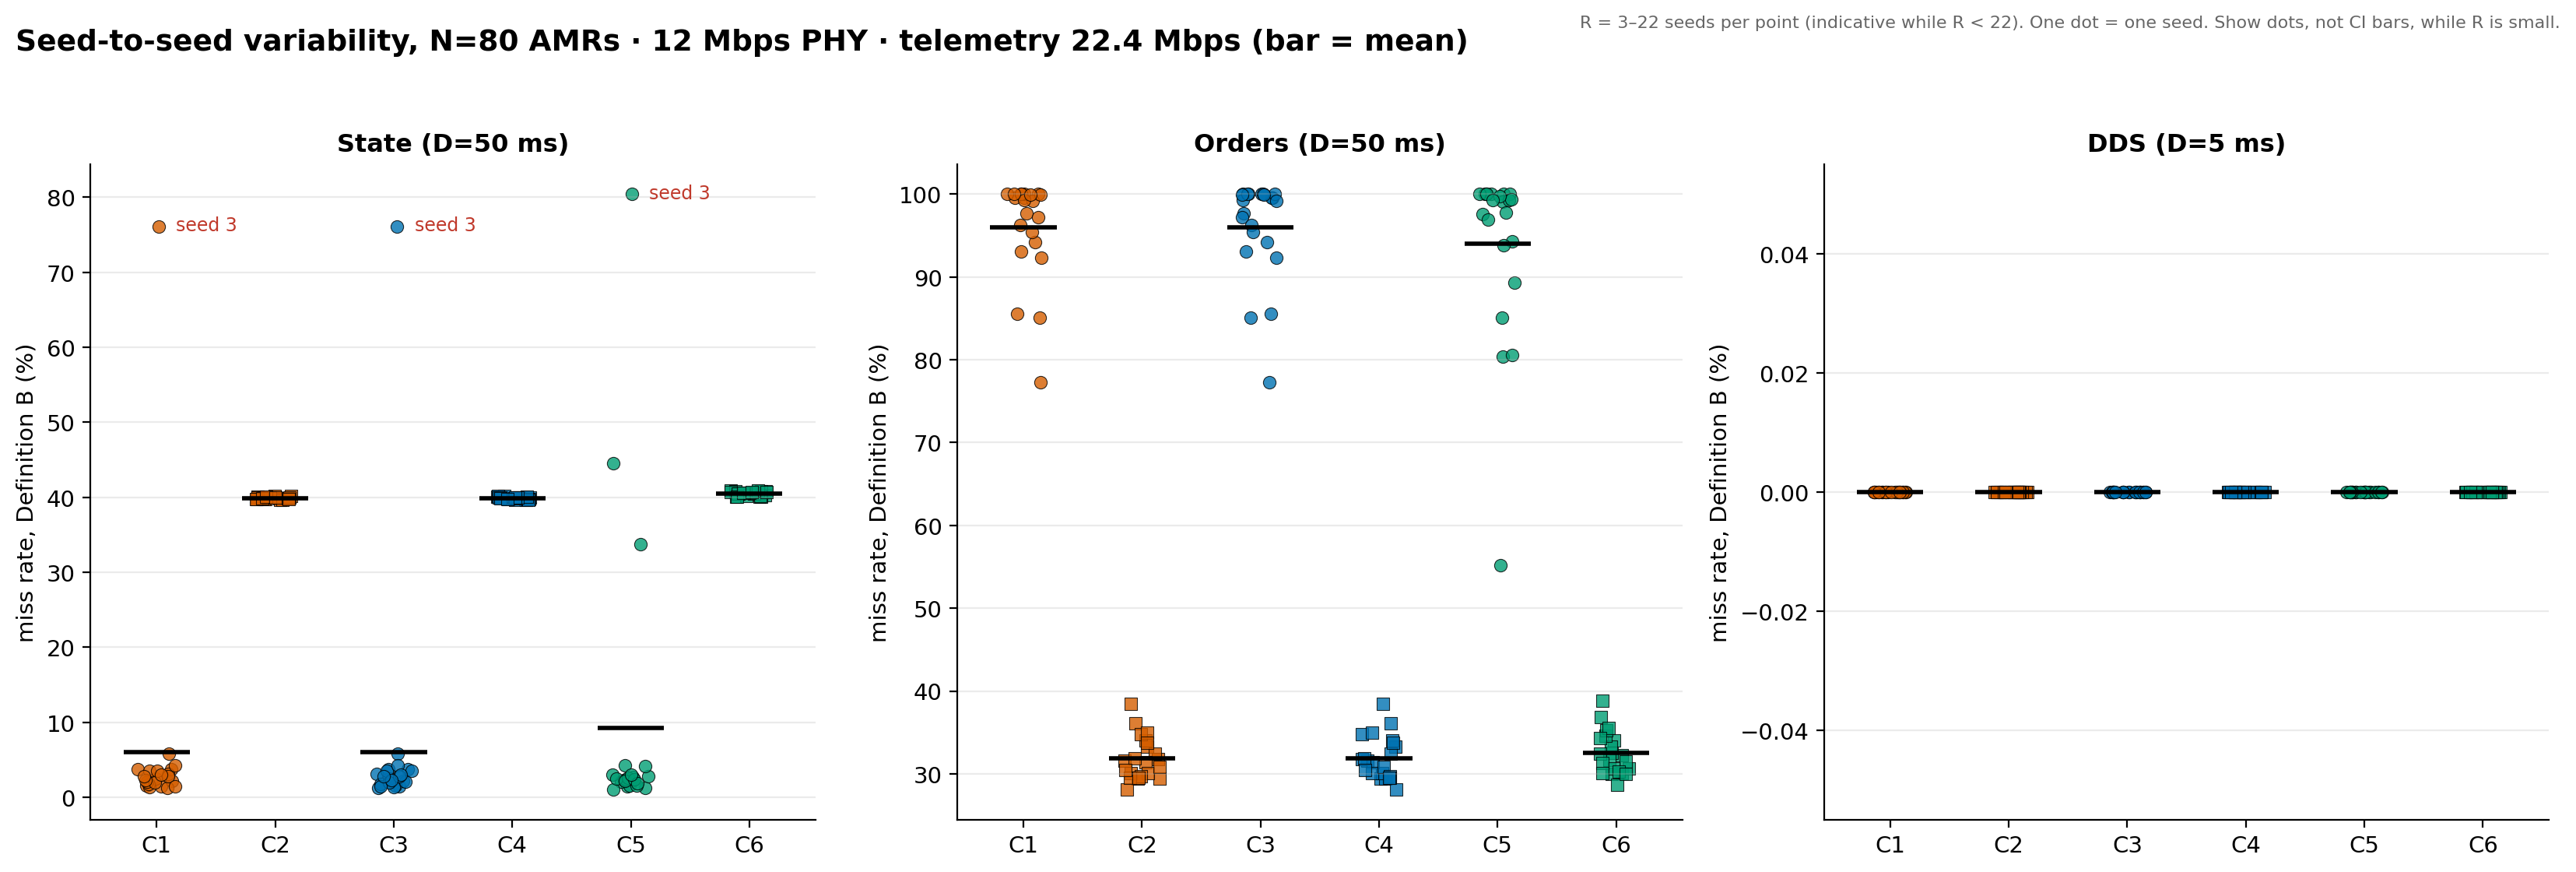 R = 3–22 seeds per point (indicative while R < 22). One dot = one seed. Show dots, not CI bars, while R is small.
Seed-to-seed variability, N=80 AMRs · 12 Mbps PHY · telemetry 22.4 Mbps (bar = mean)
State (D=50 ms)
miss rate, Definition B (%)
80
70
60
50
40
30
20
10
0
seed 3
seed 3
seed 3
C1 C2 C3 C4 C5 C6
Orders (D=50 ms)
miss rate, Definition B (%)
100
90
80
70
60
50
40
30
C1 C2 C3 C4 C5 C6
DDS (D=5 ms)
miss rate, Definition B (%)
0.04
0.02
0.00
−0.02
−0.04
C1 C2 C3 C4 C5 C6